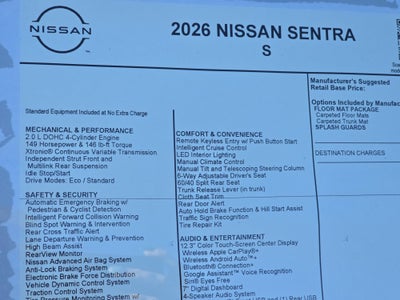 NISSAN
2026 NISSAN SENTRA
S
Manufacturer's Suggested
Retail Base Price:
Options Included by Manufac
FLOOR MAT PACKAGE
Carpeted Floor Mats
Carpeted Trunk Mat
SPLASH GUARDS
DESTINATION CHARGES
Standard Equipment Included at No Extra Charge
MECHANICAL & PERFORMANCE
2.0 L DOHC 4-Cylinder Engine
149 Horsepower & 146 lb-ft Torque
Xtronic® Continuous Variable Transmission
Independent Strut Front and
Multilink Rear Suspension
Idle Stop/Start
Drive Modes: Eco / Standard
SAFETY & SECURITY
Automatic Emergency Braking w/
Pedestrian & Cyclist Detection
Intelligent Forward Collision Warning
Blind Spot Warning & Intervention
Rear Cross Traffic Alert
Lane Departure Warning & Prevention
High Beam Assist
RearView Monitor
Nissan Advanced Air Bag System
Anti-Lock Braking System
Electronic Brake Force Distribution
Vehicle Dynamic Control System
Traction Control System
Tire Pressure Monitoring System w/
COMFORT & CONVENIENCE
Remote Keyless Entry w/ Push Button Start
Intelligent Cruise Control
LED Interior Lighting
Manual Climate Control
Manual Tilt and Telescoping Steering Column
6-Way Adjustable Driver's Seat
60/40 Split Rear Seat
Trunk Release Lever (in trunk)
Cloth Seat Trim
Rear Door Alert
Auto Hold Brake Function & Hill Start Assist
Traffic Sign Recognition
Tire Repair Kit
AUDIO & ENTERTAINMENT
12.3" Color Touch-Screen Center Display
Wireless Apple CarPlay®+
Wireless Android Auto™+
Bluetooth® Connection+
Google Assistant™ Voice Recognition
Siri® Eyes Free
7" Digital Dashboard
4-Speaker Audio System